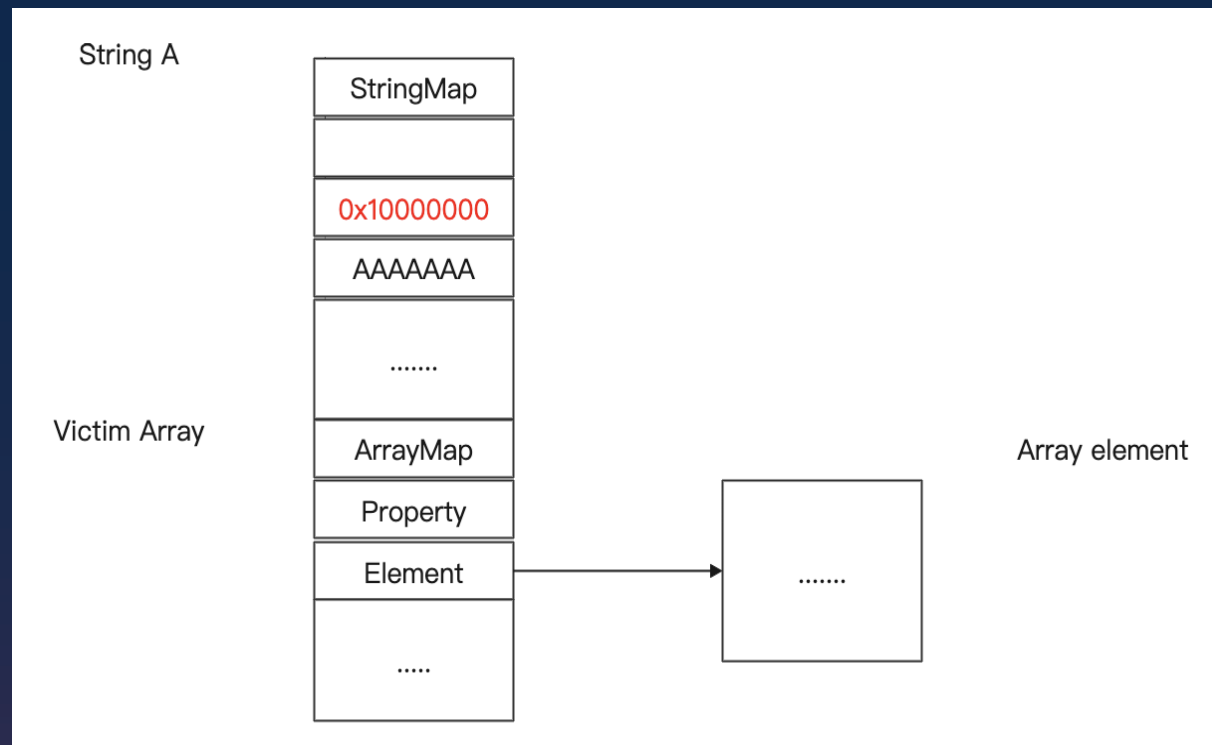 String A
StringMap
0x10000000
AAAAAAA
.......
Victim Array
ArrayMap
Array element
Property
Element
.......
.....